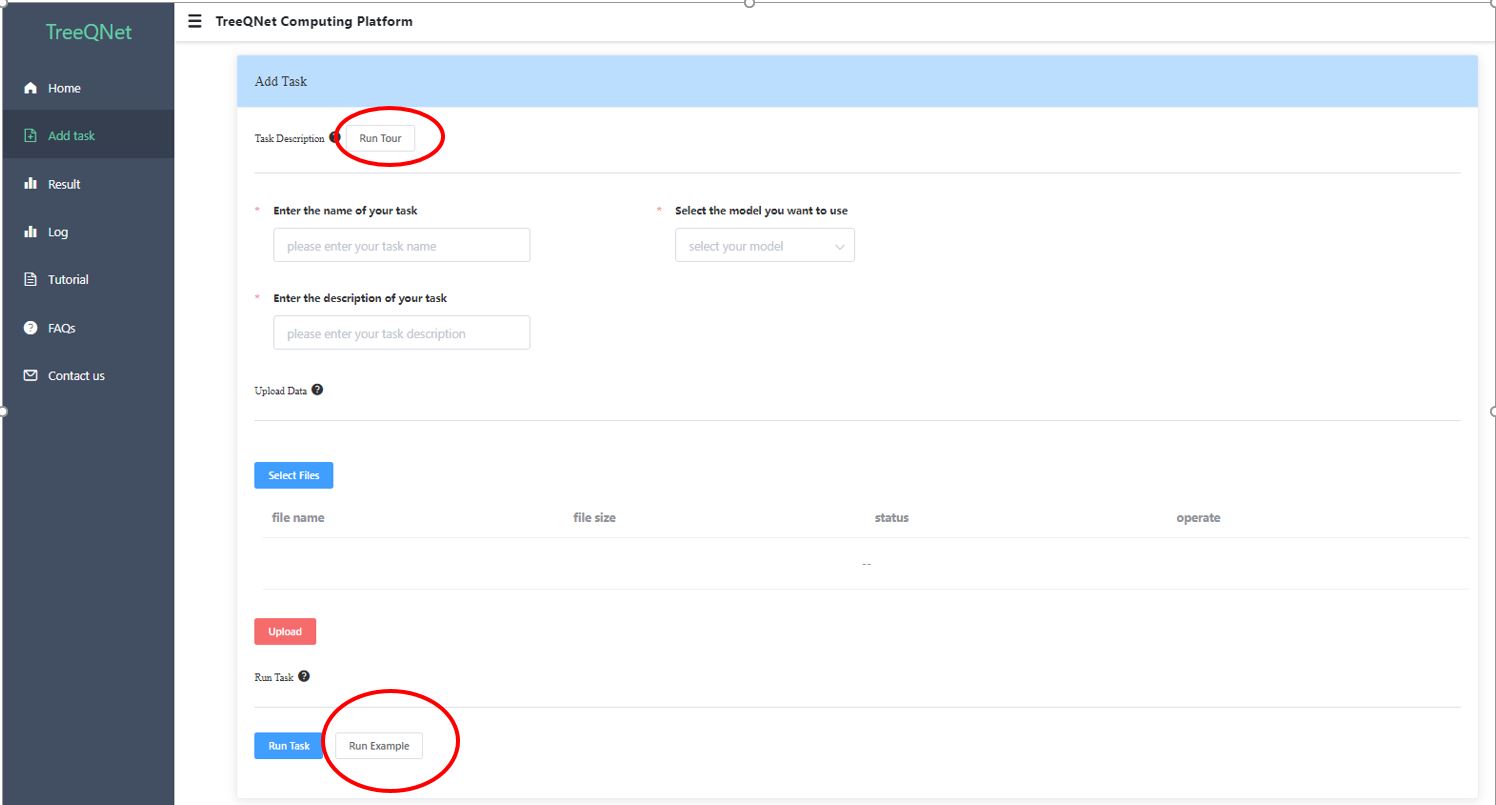 TreeQNet
TreeQNet Computing Platform
Home
Add task
Result
Log
Tutorial
FAQs
Contact us
Add Task
Task Description ? Run Tour
* Enter the name of your task
please enter your task name
* Select the model you want to use
select your model
* Enter the description of your task
please enter your task description
Upload Data ?
Select Files
file name file size status operate
--
Upload
Run Task ?
Run Task Run Example